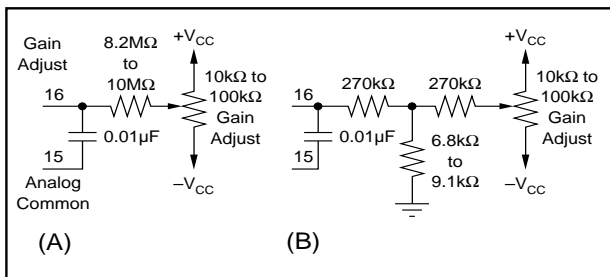 Gain
Adjust
8.2MΩ
to
10MΩ
+VCC
10kΩ to
100kΩ
Gain
Adjust
16
0.01µF
15
Analog
Common
–VCC
(A)
+VCC
270kΩ
270kΩ
10kΩ to
100kΩ
Gain
Adjust
16
0.01µF
15
6.8kΩ
to
9.1kΩ
–VCC
(B)